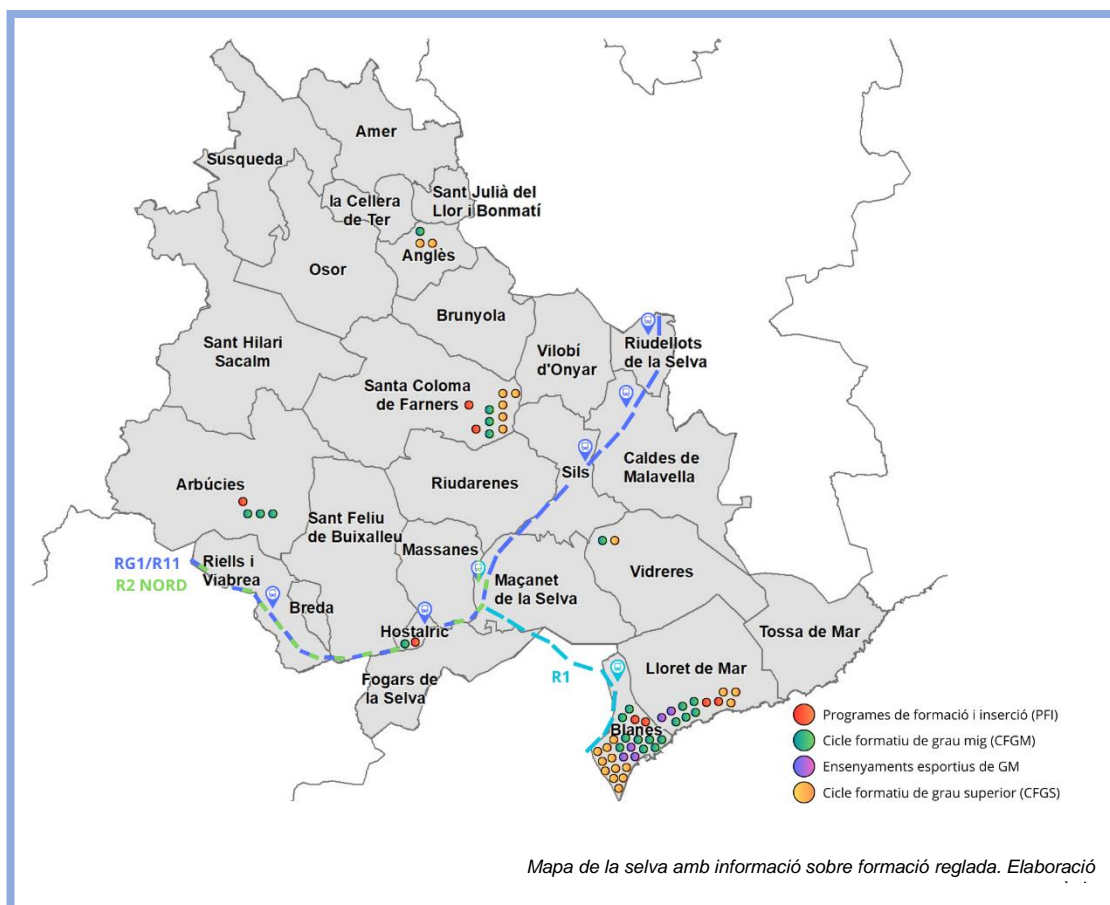 Amer
Susqueda
Sant Julià del
Llor i Bonmatí
la Cellera
de Ter
Anglès
Osor
Brunyola
Sant Hilari
Sacalm
Vilobí
d'Onyar
Riudellots
de la Selva
Santa Coloma
de Farners
Sils
Caldes de
Malavella
Arbúcies
Riudarenes
Sant Feliu
de Buixalleu
Massanes
RG1/R11
R2 NORD
Riells i
Viabrea
Maçanet
de la Selva
Vidreres
Breda
Hostalric
Tossa de Mar
Lloret de Mar
R1
Fogars de
la Selva
Blanes
Programes de formació i inserció (PFI)
Cicle formatiu de grau mig (CFGM)
Ensenyaments esportius de GM
Cicle formatiu de grau superior (CFGS)
Mapa de la selva amb informació sobre formació reglada. Elaboració